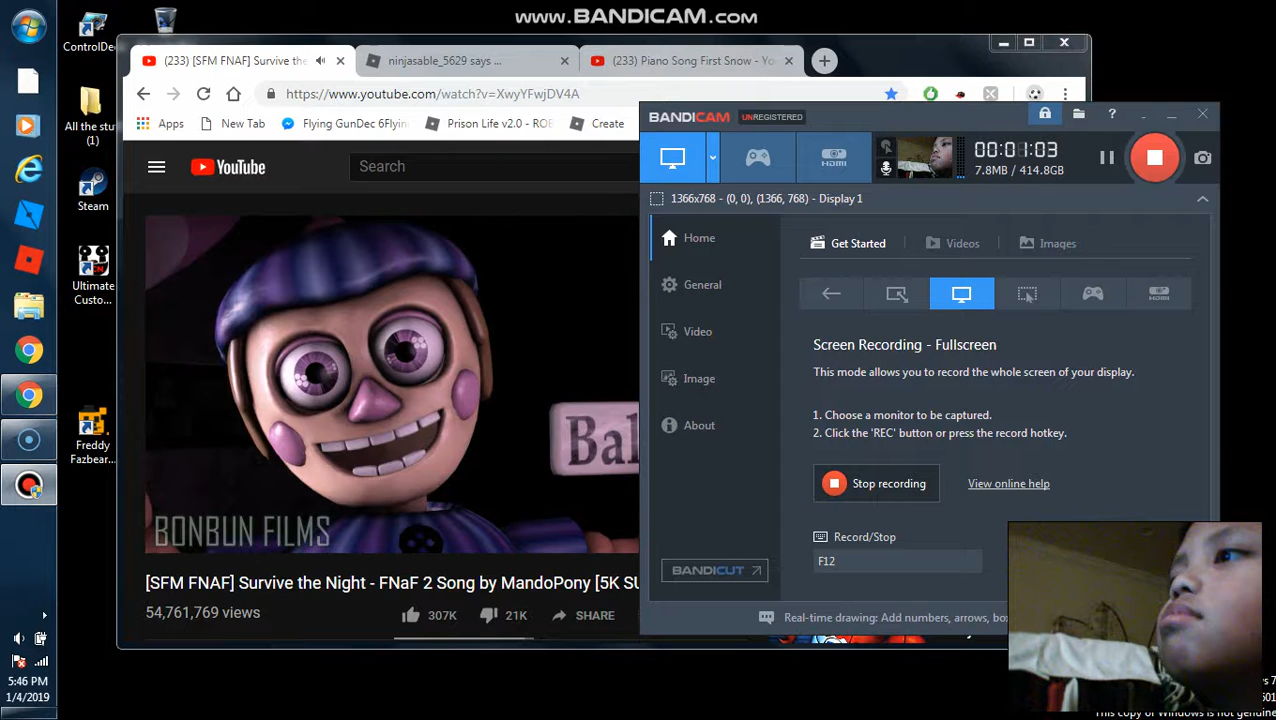 www.BANDICAM.com
ControlDe
(233) [SFM FNAF] Survive the
ninjasable_5629 says ...
(233) Piano Song First Snow - Yo
https://www.youtube.com/watch?v=XwyYFwjDV4A
Apps
New Tab
Flying GunDec 6Flying
Prison Life v2.0 - ROB
Create
All the stu
(1)
Steam
Ultimate
Custo...
Freddy
Fazbear...
YouTube
Search
Bal
BONBUN FILMS
[SFM FNAF] Survive the Night - FNaF 2 Song by MandoPony [5K SU
54,761,769 views
307K
21K
SHARE
BANDICAM
UNREGISTERED
HDMI
00:01:03
7.8MB / 414.8GB
1366x768 - (0, 0), (1366, 768) - Display 1
Home
General
Video
Image
About
BANDICUT
Get Started
Videos
Images
HDMI
Screen Recording - Fullscreen
This mode allows you to record the whole screen of your display.
1. Choose a monitor to be captured.
2. Click the 'REC' button or press the record hotkey.
Stop recording
View online help
Record/Stop
F12
Real-time drawing: Add numbers, arrows, box
5:46 PM
1/4/2019
This copy of Windows is not genuine